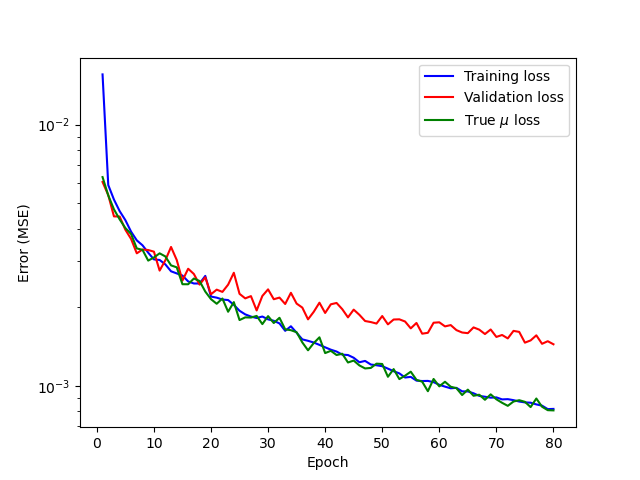 Training loss
Validation loss
True μ loss
10⁻²
10⁻³
Error (MSE)
0 10 20 30 40 50 60 70 80
Epoch